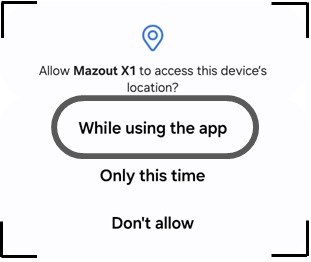 Allow Mazout X1 to access this device's
location?
While using the app
Only this time
Don't allow